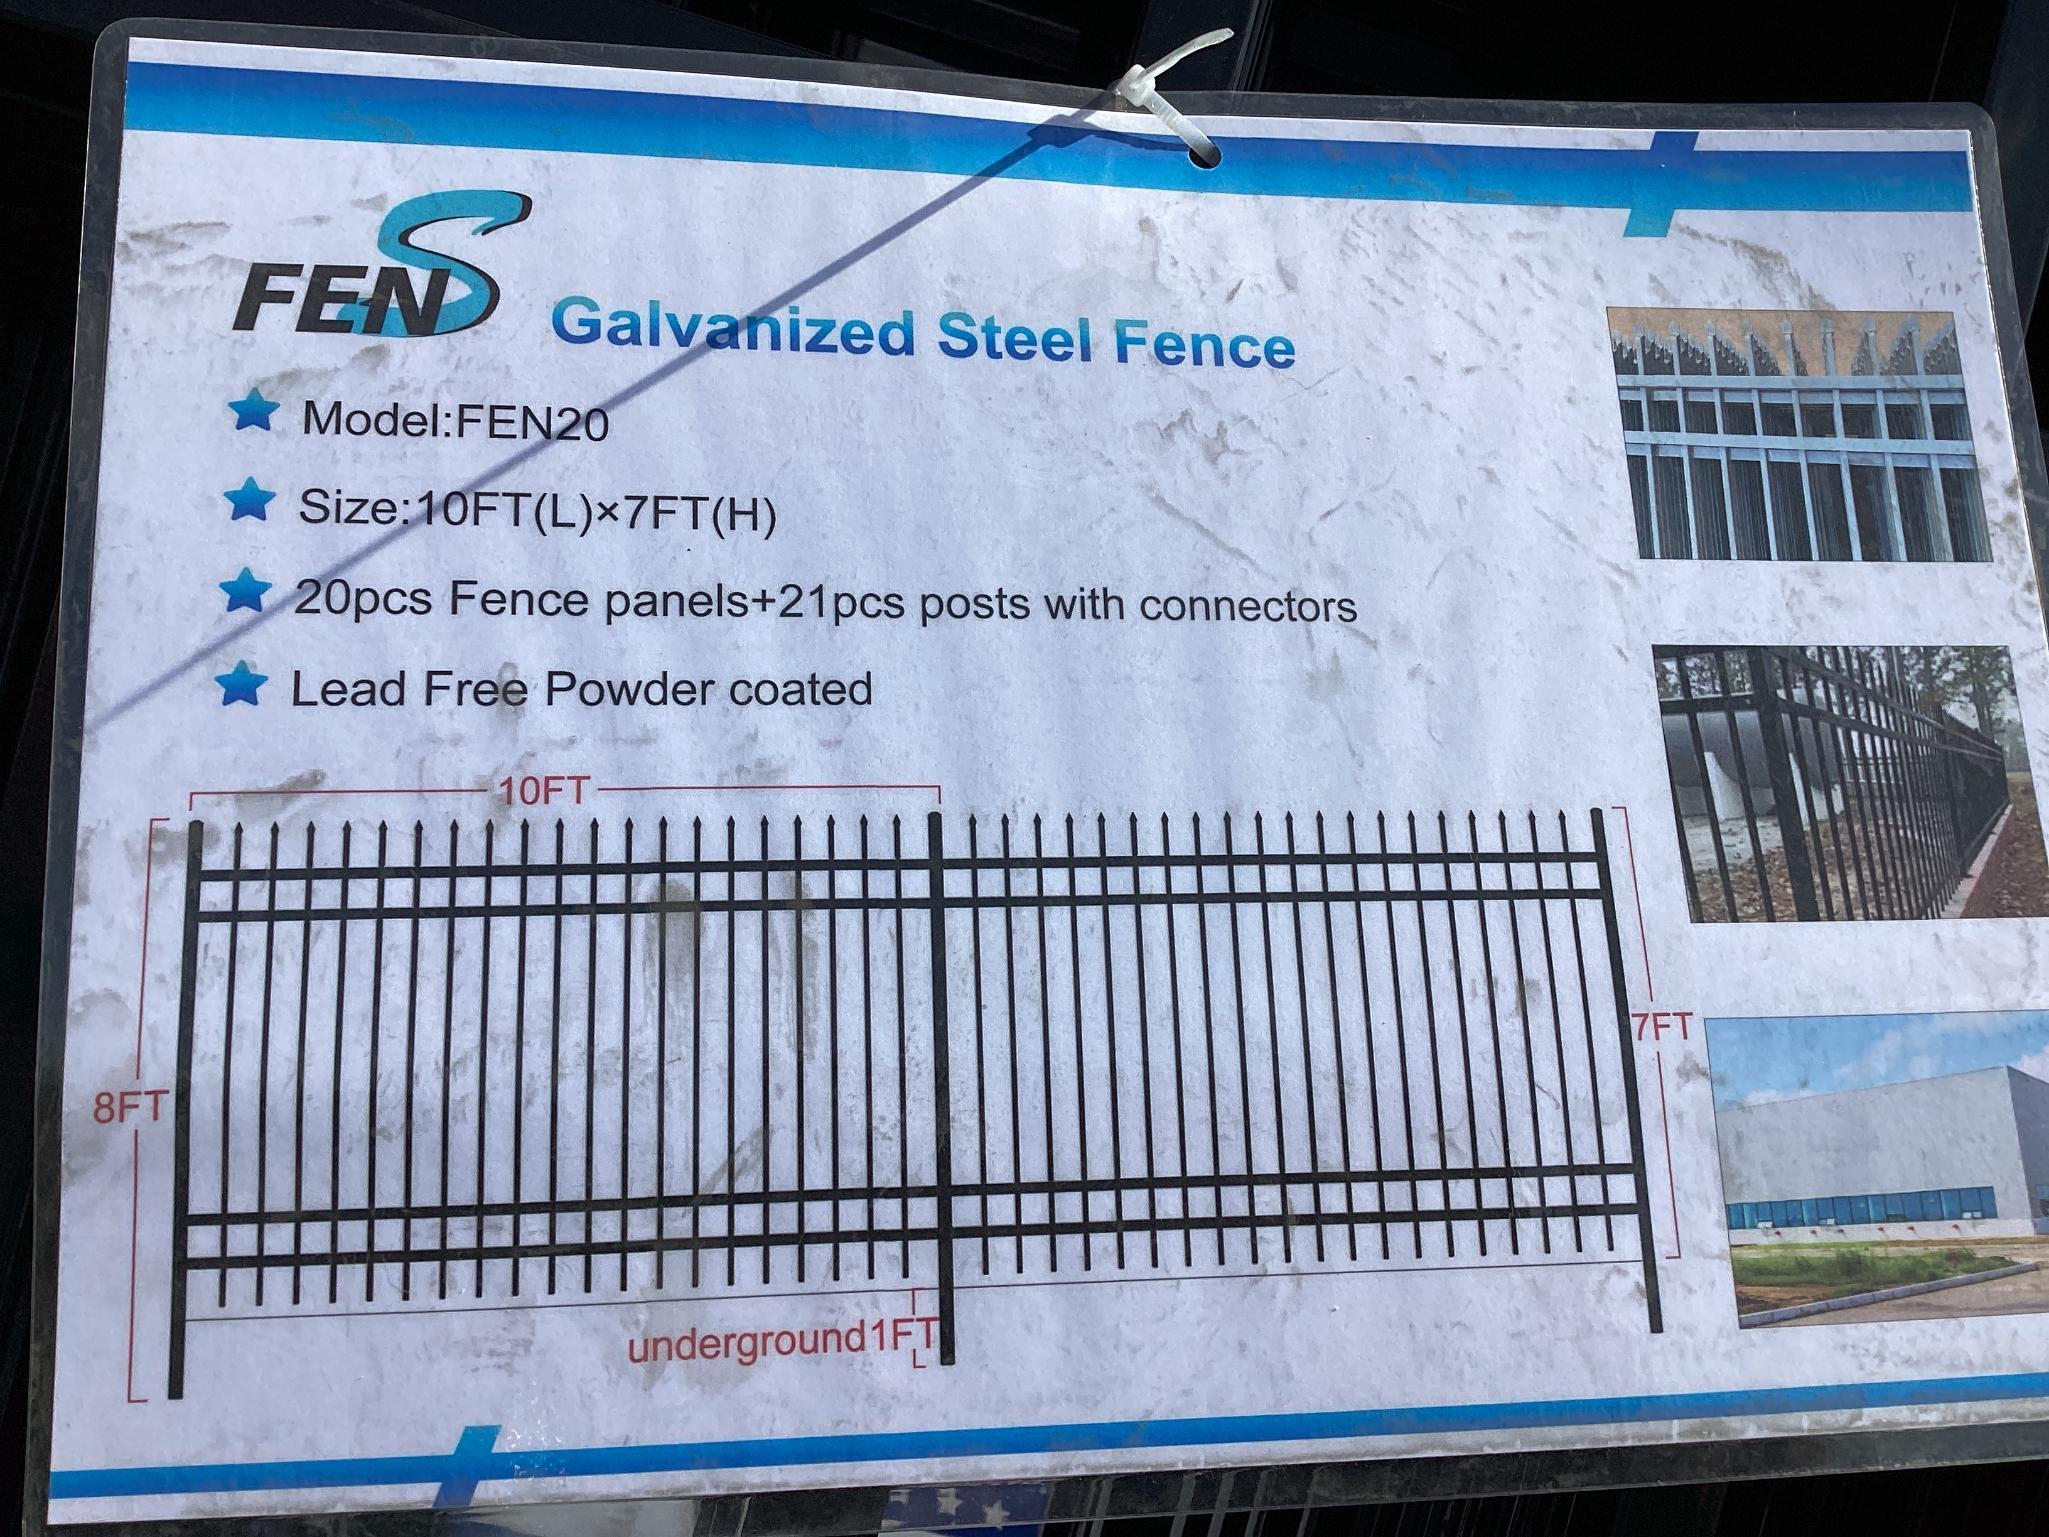 FENS
Galvanized Steel Fence
Model:FEN20
Size:10FT(L)×7FT(H)
20pcs Fence panels+21pcs posts with connectors
Lead Free Powder coated
10FT
7FT
8FT
underground1FT